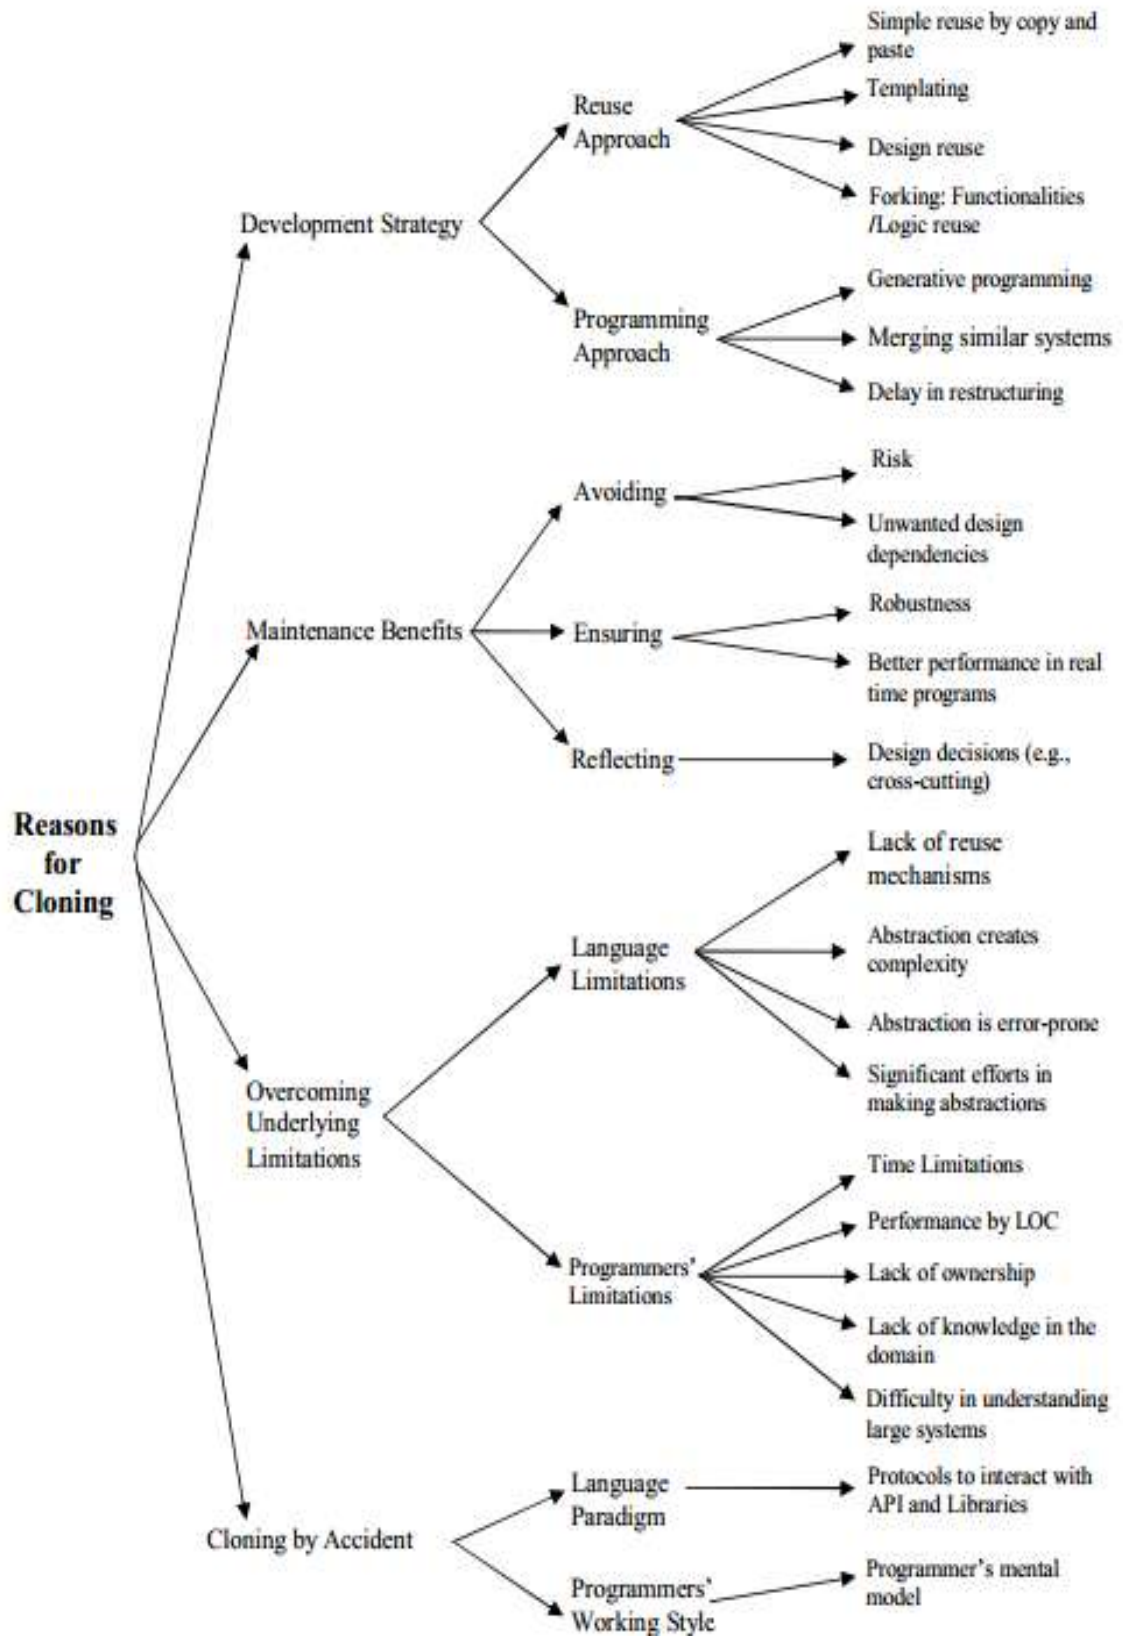 Simple reuse by copy and
paste
Reuse
Approach
Templating
Design reuse
Forking: Functionalities
/Logic reuse
Development Strategy
Programming
Approach
Generative programming
Merging similar systems
Delay in restructuring
Avoiding
Risk
Unwanted design
dependencies
Maintenance Benefits
Ensuring
Robustness
Better performance in real
time programs
Reflecting
Design decisions (e.g.,
cross-cutting)
Reasons
for
Cloning
Language
Limitations
Lack of reuse
mechanisms
Abstraction creates
complexity
Abstraction is error-prone
Significant efforts in
making abstractions
Overcoming
Underlying
Limitations
Programmers'
Limitations
Time Limitations
Performance by LOC
Lack of ownership
Lack of knowledge in the
domain
Difficulty in understanding
large systems
Cloning by Accident
Language
Paradigm
Protocols to interact with
API and Libraries
Programmers'
Working Style
Programmer's mental
model